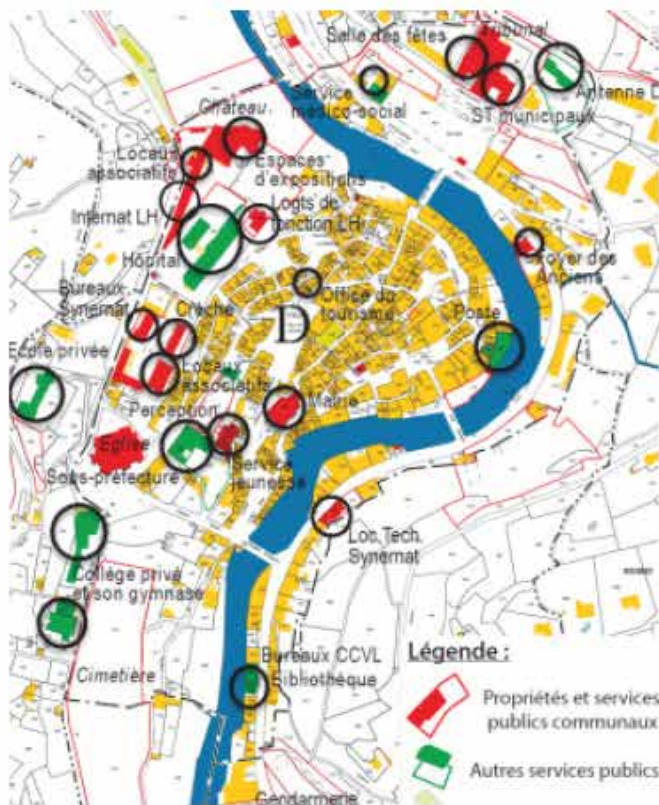 Salle des fêtes
Tribunal
Service
médico-social
Antenne D
ST municipaux
Château
Locaux
associatifs
Espaces
d'expositions
Internat LH
Logts de
fonction LH
Hôpital
Foyer des
Anciens
Bureaux
Synernat
Crèche
Office du
tourisme
D
Poste
Ecole privée
Locaux
associatifs
Mairie
Perception
Eglise
Sous-préfecture
Service
jeunesse
Loc. Tech.
Synernat
Collège privé
et son gymnase
Cimetière
Bureaux CCVL
Bibliothèque
Gendarmerie
Légende :
Propriétés et services
publics communaux
Autres services publics